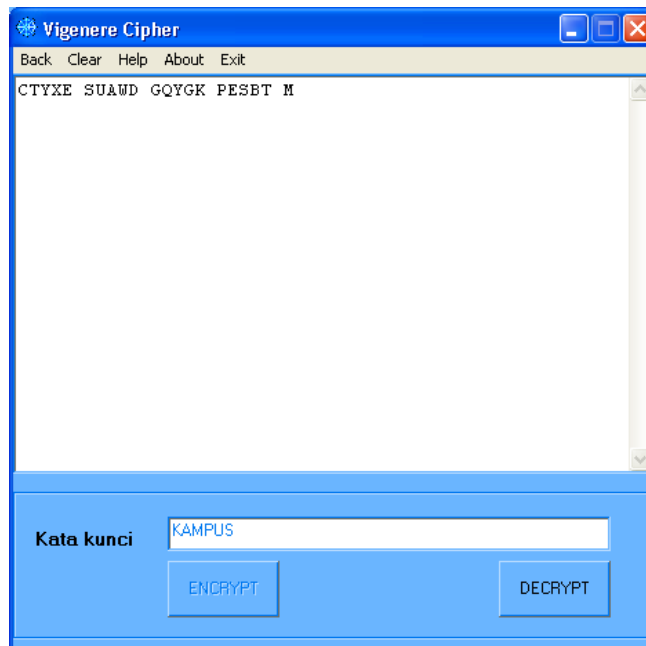 Vigenere Cipher
Back Clear Help About Exit
CTYXE SUAWD GQYGK PESBT M
Kata kunci
KAMPUS
ENCRYPT
DECRYPT